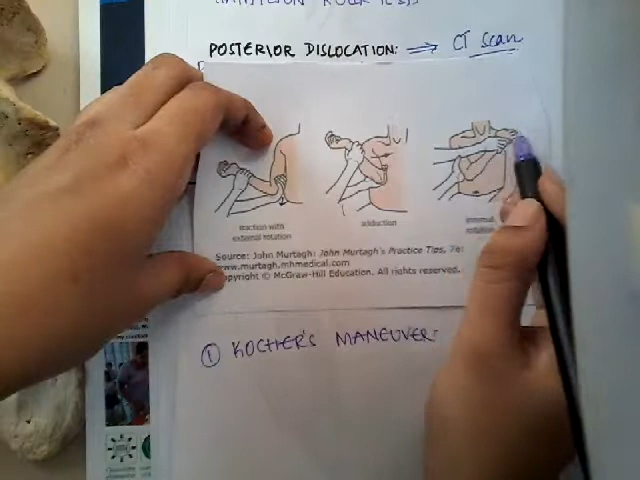 POSTERIOR DISLOCATION: ⇒ CT scan
traction with
external rotation
adduction
internal
rotation
Source: John Murtagh: John Murtagh's Practice Tips, 7e:
www.murtagh.mhmedical.com
Copyright © McGraw-Hill Education. All rights reserved.
① KOCHER'S MANEUVER: